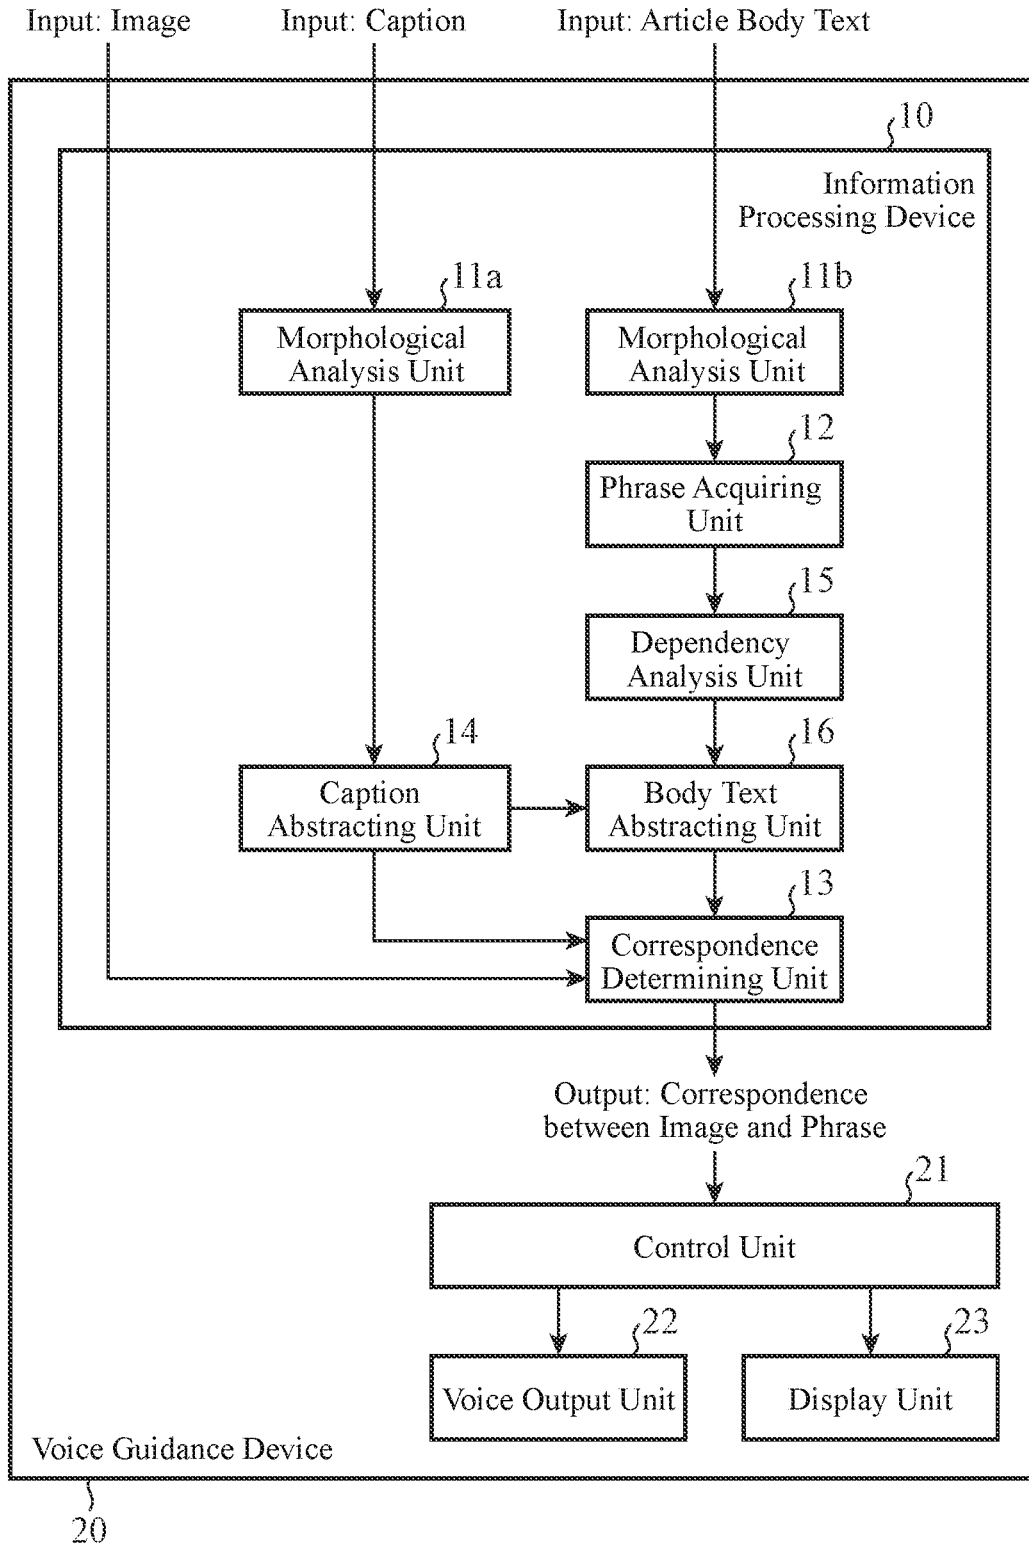 Input: Image
Input: Caption
Input: Article Body Text
10
Information
Processing Device
11a
Morphological
Analysis Unit
11b
Morphological
Analysis Unit
12
Phrase Acquiring
Unit
15
Dependency
Analysis Unit
14
Caption
Abstracting Unit
16
Body Text
Abstracting Unit
13
Correspondence
Determining Unit
Output: Correspondence
between Image and Phrase
21
Control Unit
22
Voice Output Unit
23
Display Unit
Voice Guidance Device
20